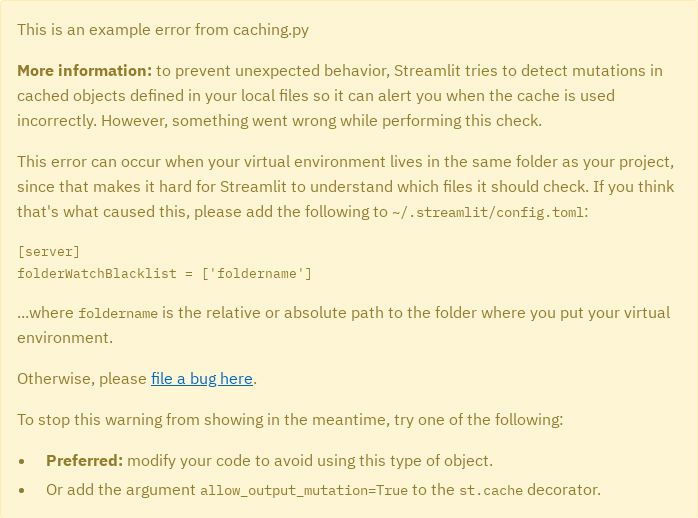 This is an example error from caching.py
More information: to prevent unexpected behavior, Streamlit tries to detect mutations in
cached objects defined in your local files so it can alert you when the cache is used
incorrectly. However, something went wrong while performing this check.
This error can occur when your virtual environment lives in the same folder as your project,
since that makes it hard for Streamlit to understand which files it should check. If you think
that's what caused this, please add the following to ~/.streamlit/config.toml:
[server]
folderWatchBlacklist = ['foldername']
...where foldername is the relative or absolute path to the folder where you put your virtual
environment.
Otherwise, please file a bug here.
To stop this warning from showing in the meantime, try one of the following:
• Preferred: modify your code to avoid using this type of object.
• Or add the argument allow_output_mutation=True to the st.cache decorator.